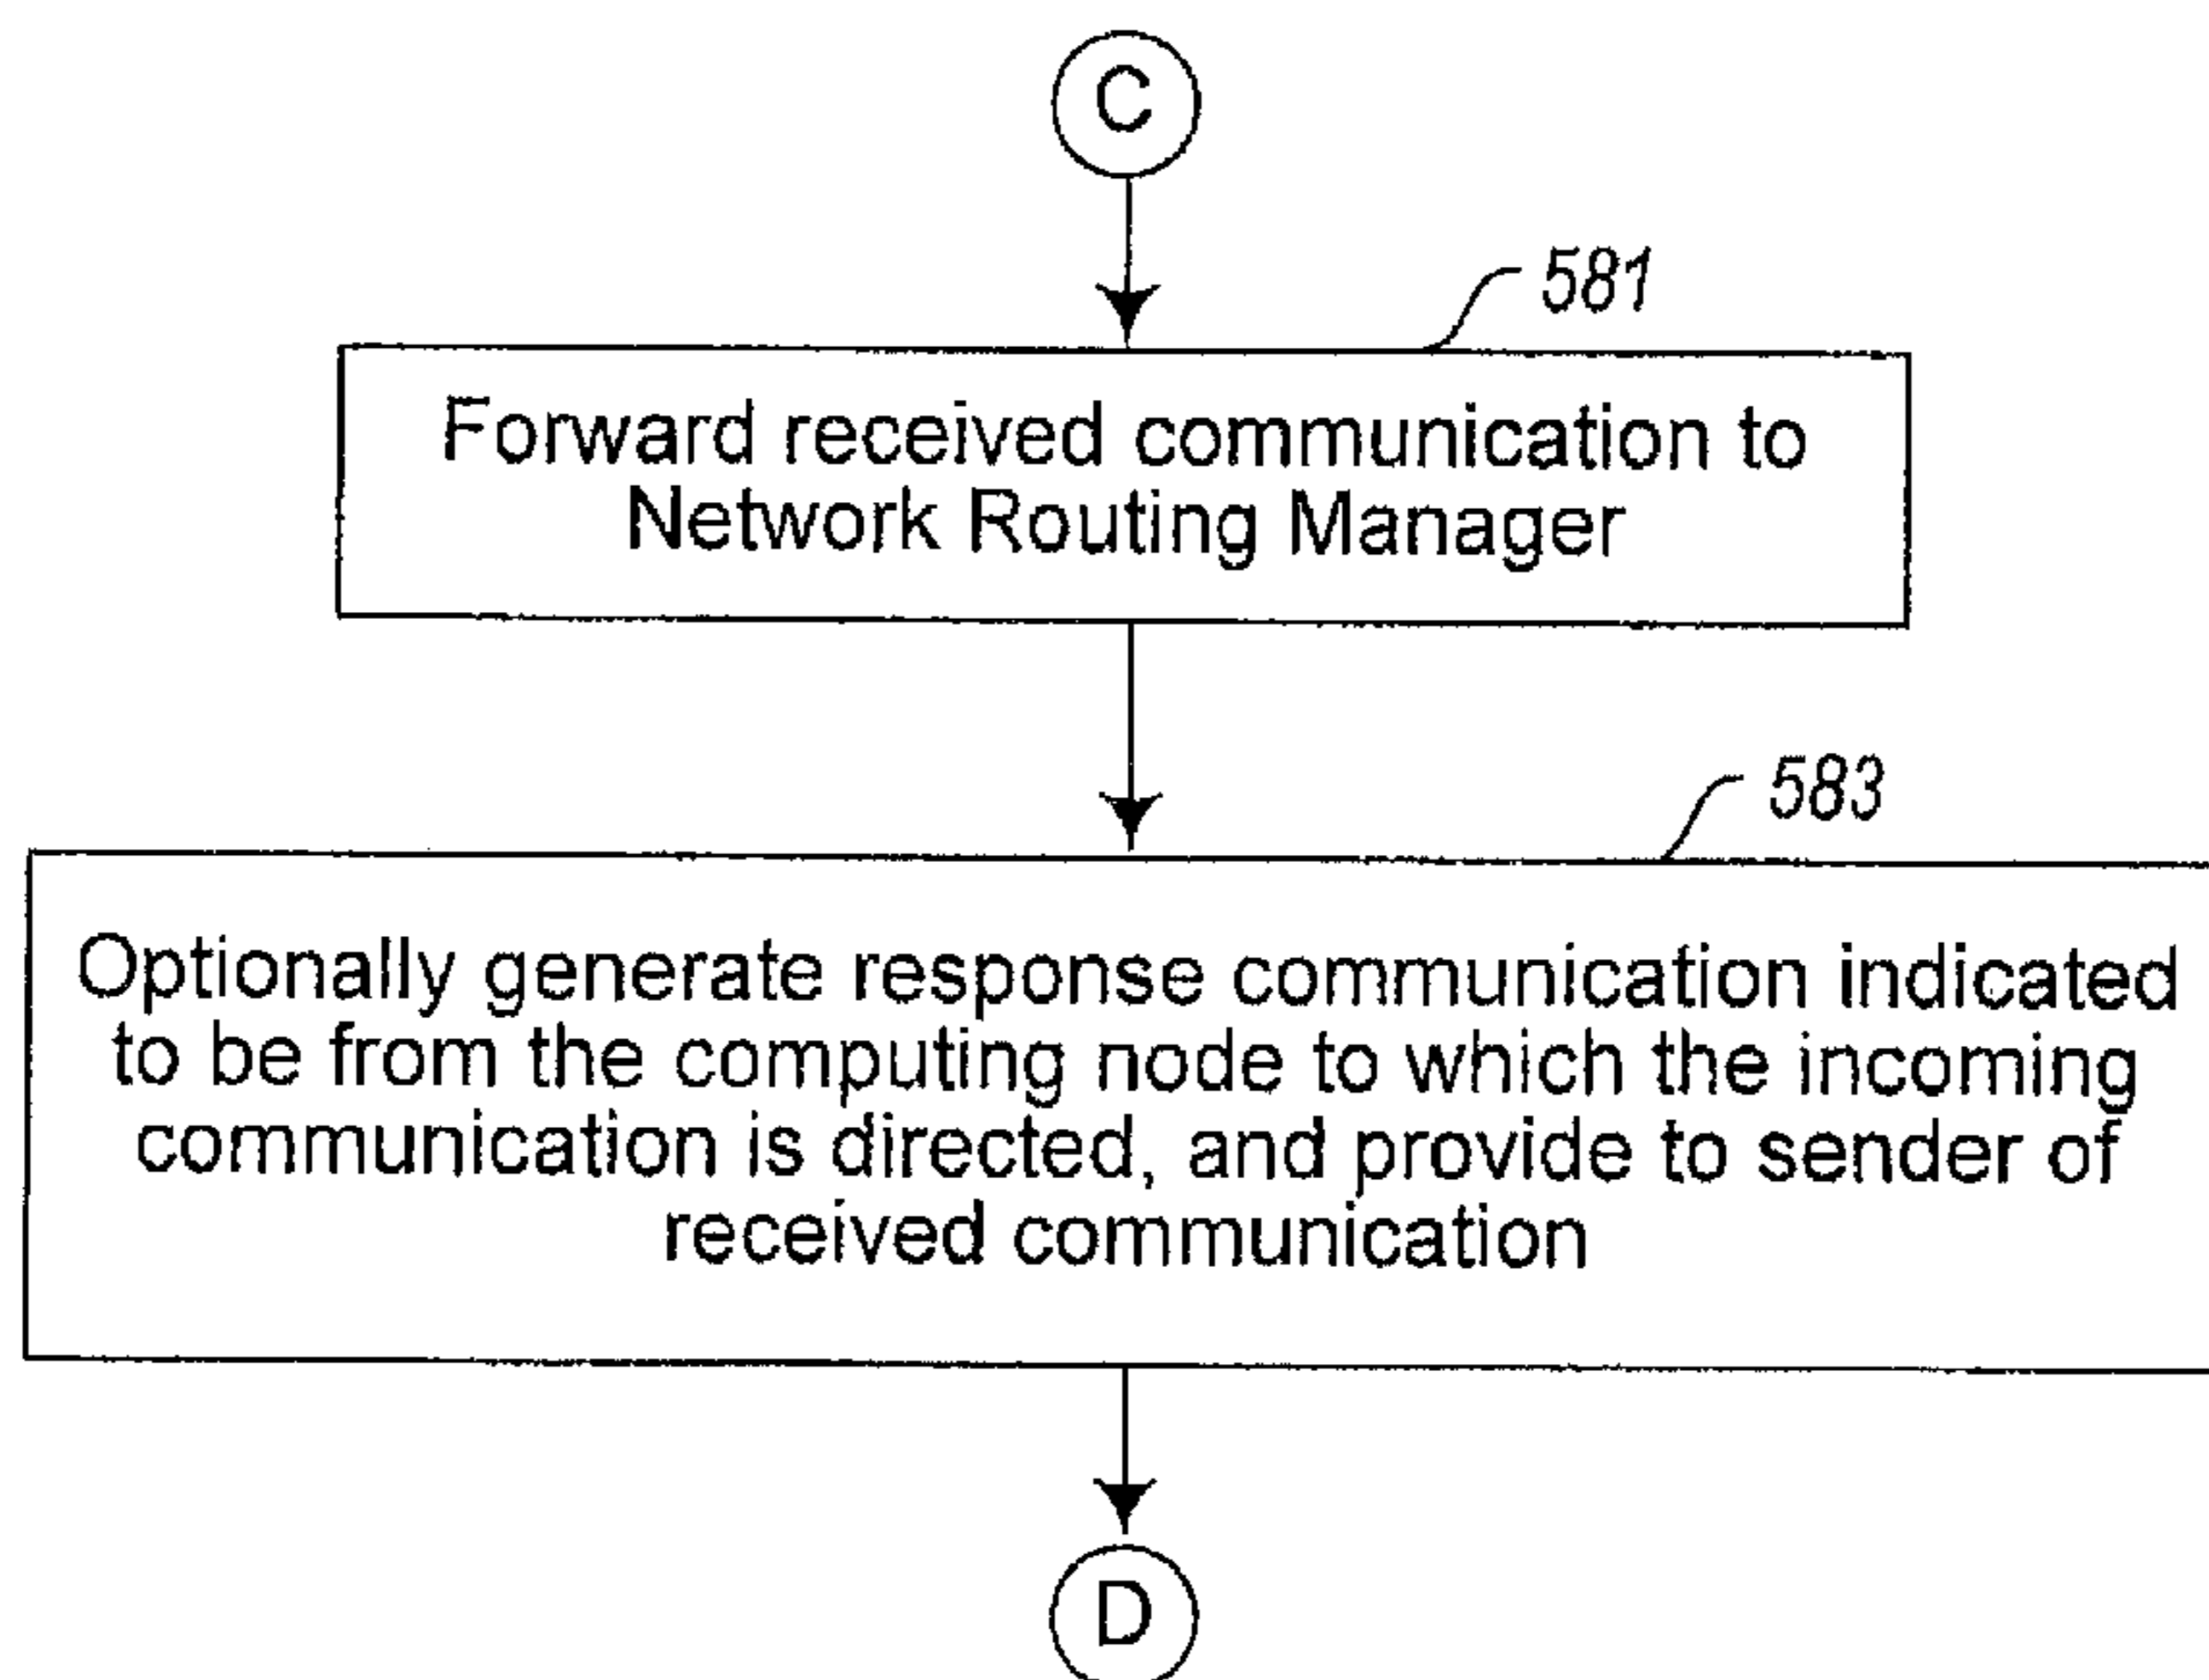 C
581
Forward received communication to
Network Routing Manager
583
Optionally generate response communication indicated
to be from the computing node to which the incoming
communication is directed, and provide to sender of
received communication
D